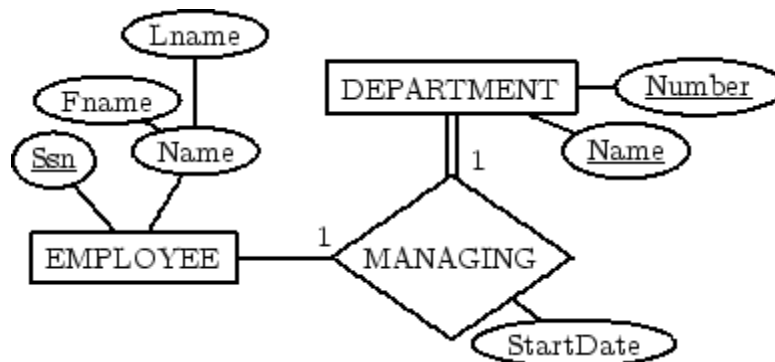 Lname
DEPARTMENT
Number
Fname
Name
Name
Ssn
1
1
EMPLOYEE
MANAGING
StartDate